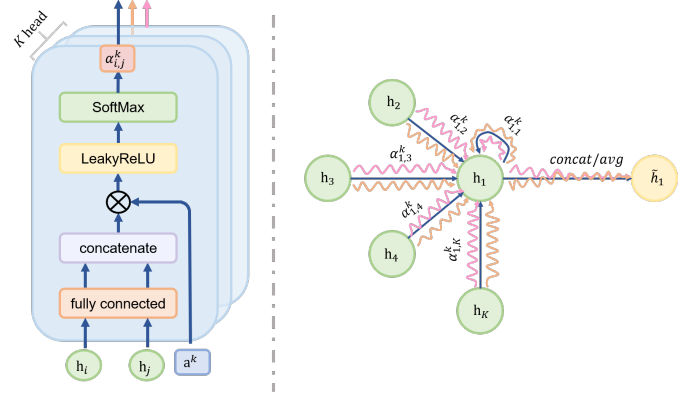 K head
α^k_{i,j}
SoftMax
LeakyReLU
concatenate
fully connected
h_i
h_j
a^k
h_2
α^k_{1,2}
α^k_{1,1}
h_3
α^k_{1,3}
h_1
concat/avg
h̃_1
α^k_{1,4}
h_4
α^k_{1,K}
h_K